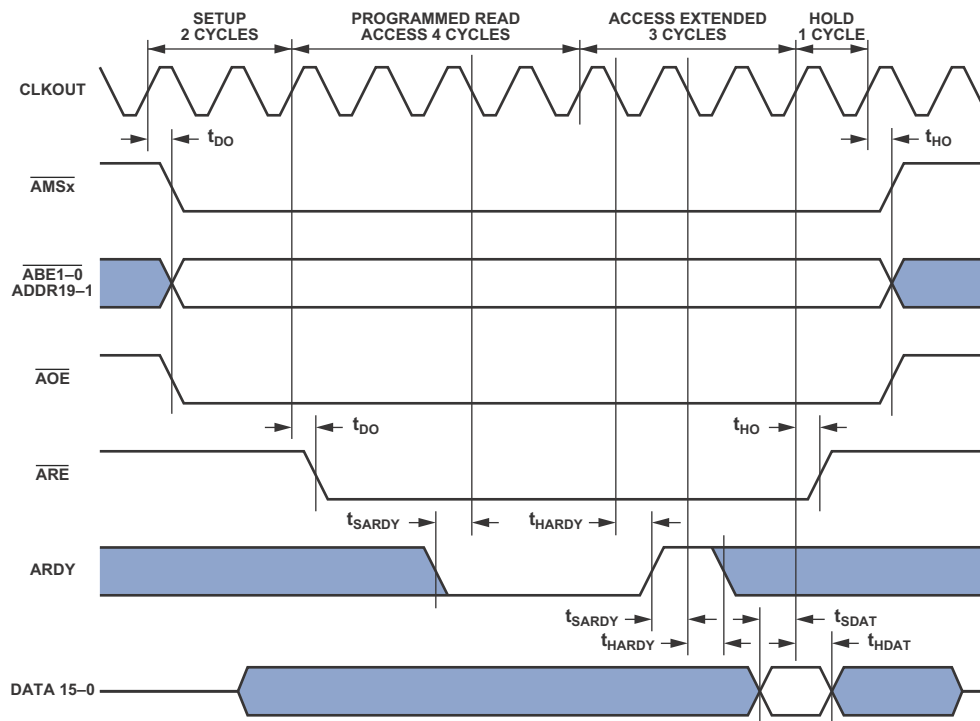 SETUP
2 CYCLES
PROGRAMMED READ
ACCESS 4 CYCLES
ACCESS EXTENDED
3 CYCLES
HOLD
1 CYCLE
CLKOUT
tDO
tHO
AMSx
ABE1–0
ADDR19–1
AOE
tDO
tHO
ARE
tSARDY
tHARDY
ARDY
tSARDY
tSDAT
tHARDY
tHDAT
DATA 15–0